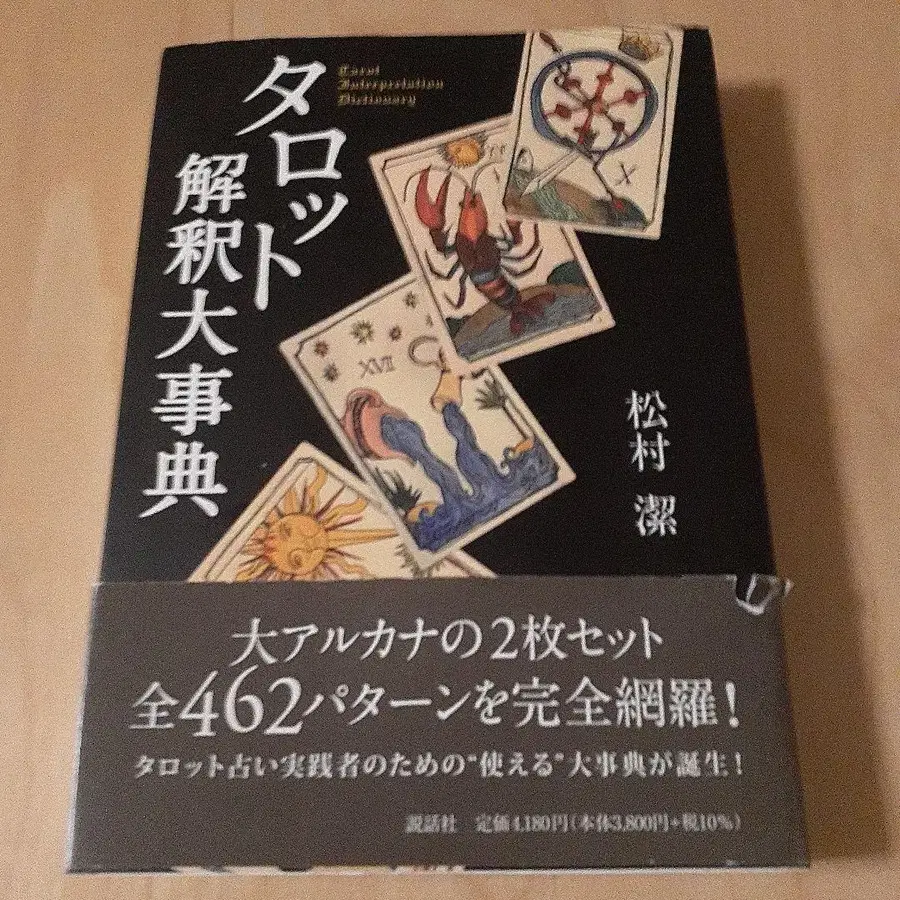 タロット
解釈大事典
Tarot
Interpretation
Dictionary
X
XVII
松村 潔
大アルカナの2枚セット
全462パターンを完全網羅!
タロット占い実践者のための“使える”大事典が誕生!
説話社 定価4,180円(本体3,800円+税10%)